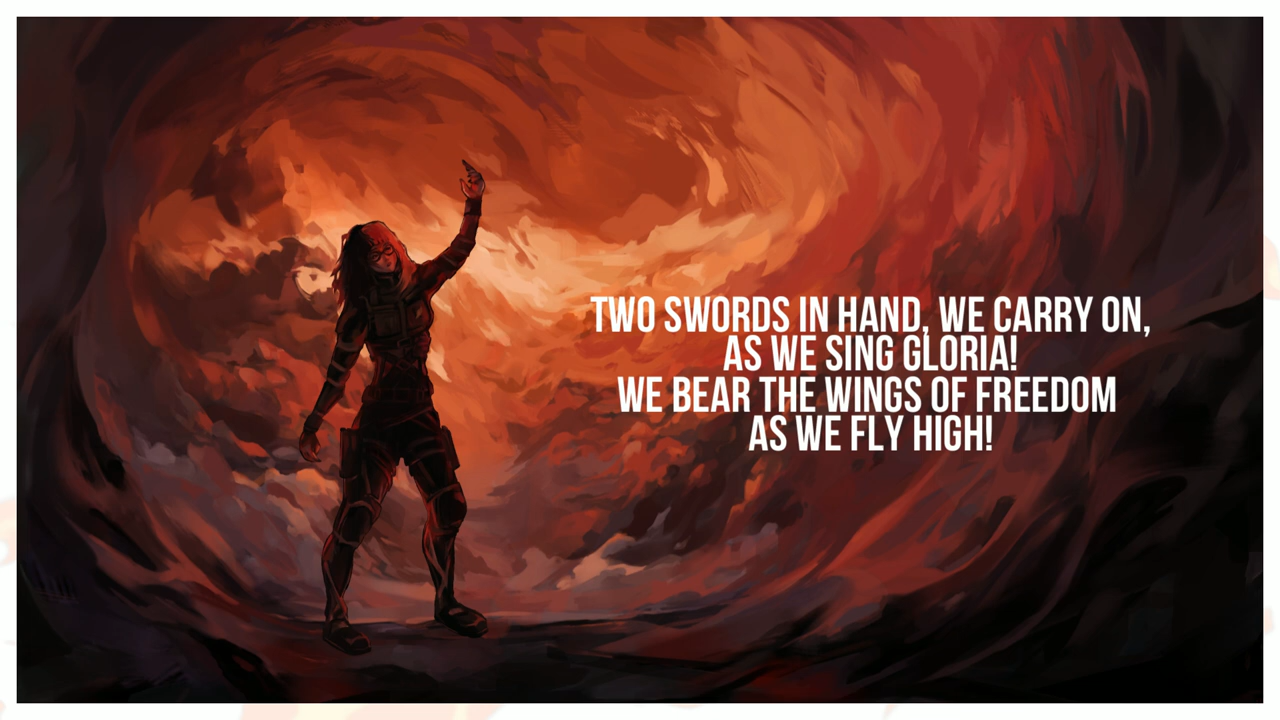 TWO SWORDS IN HAND, WE CARRY ON,
AS WE SING GLORIA!
WE BEAR THE WINGS OF FREEDOM
AS WE FLY HIGH!